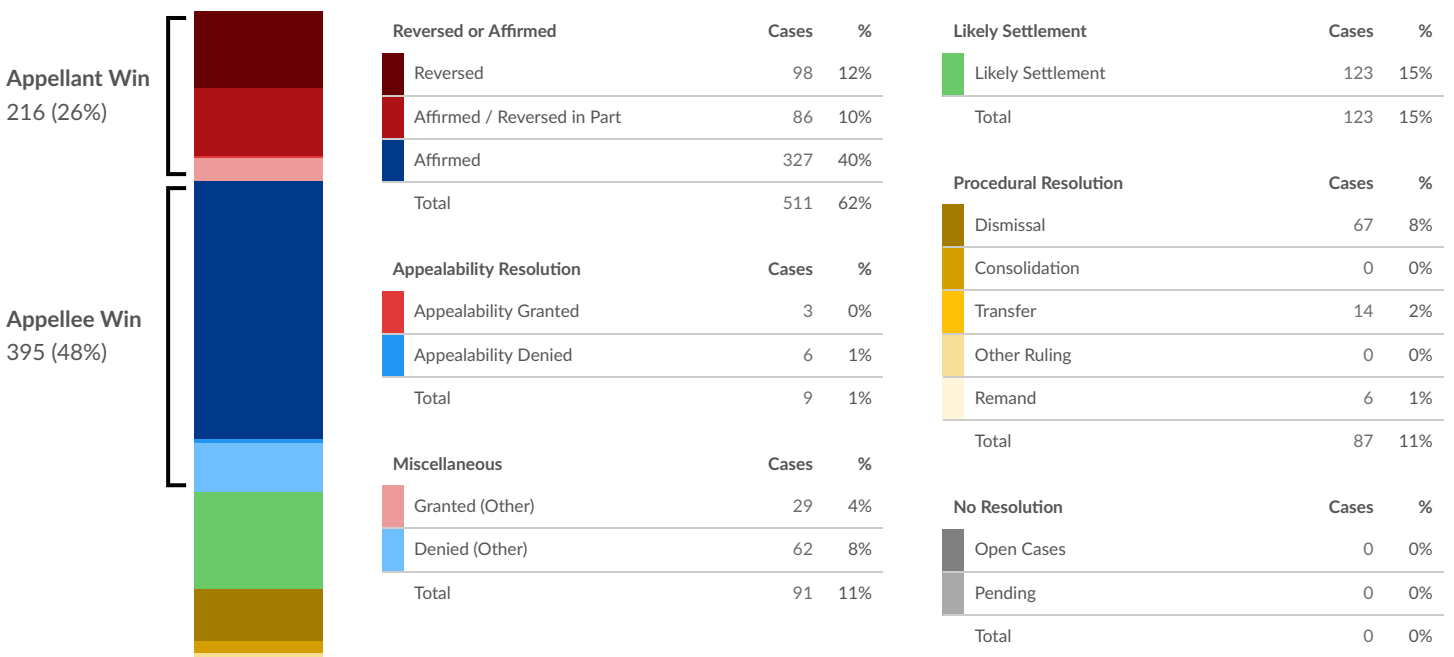 Appellant Win
216 (26%)
Appellee Win
395 (48%)
Reversed or Affirmed Cases %
Reversed 98 12%
Affirmed / Reversed in Part 86 10%
Affirmed 327 40%
Total 511 62%
Appealability Resolution Cases %
Appealability Granted 3 0%
Appealability Denied 6 1%
Total 9 1%
Miscellaneous Cases %
Granted (Other) 29 4%
Denied (Other) 62 8%
Total 91 11%
Likely Settlement Cases %
Likely Settlement 123 15%
Total 123 15%
Procedural Resolution Cases %
Dismissal 67 8%
Consolidation 0 0%
Transfer 14 2%
Other Ruling 0 0%
Remand 6 1%
Total 87 11%
No Resolution Cases %
Open Cases 0 0%
Pending 0 0%
Total 0 0%